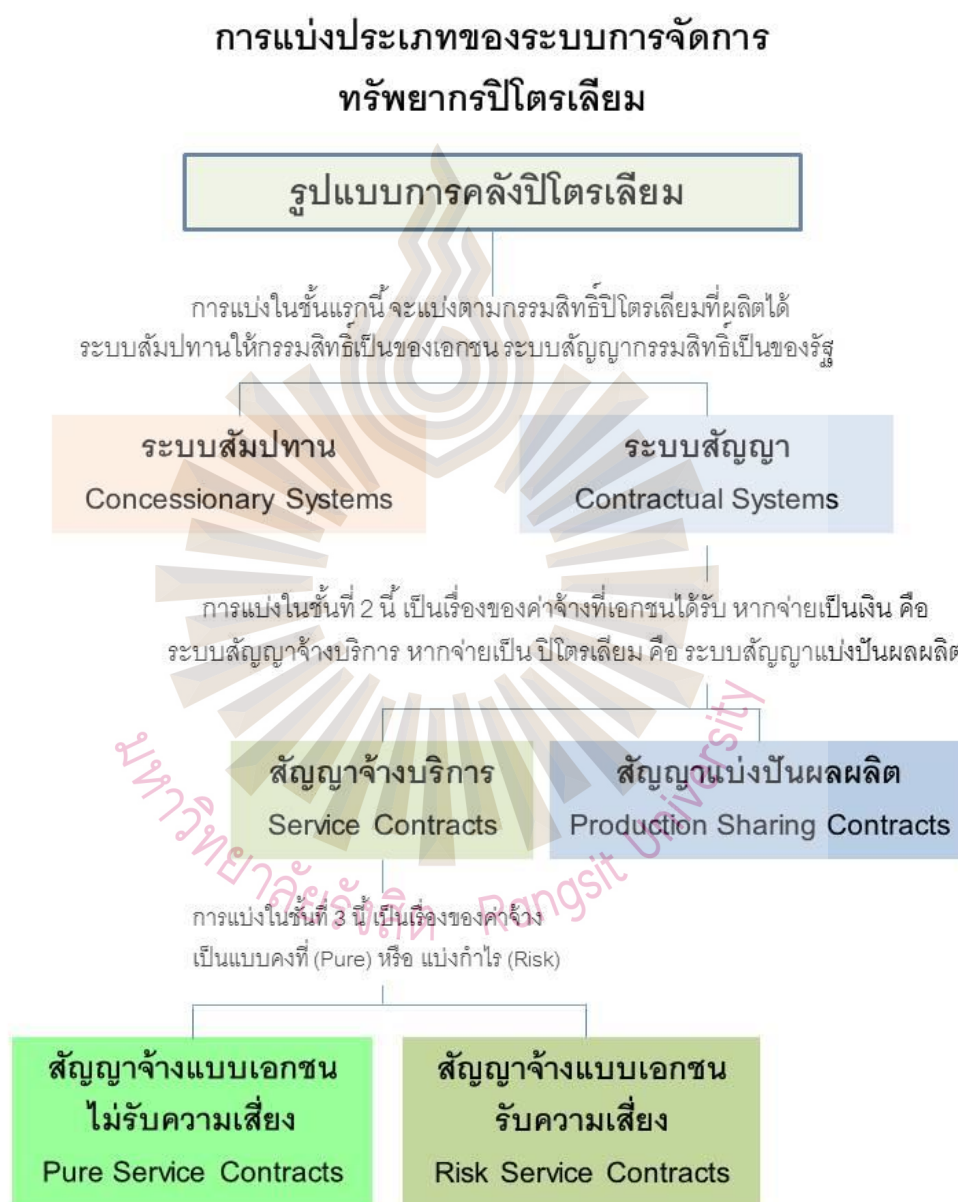 การแบ่งประเภทของระบบการจัดการ
ทรัพยากรปิโตรเลียม
รูปแบบการคลังปิโตรเลียม
การแบ่งในชั้นแรกนี้ จะแบ่งตามกรรมสิทธิ์ปิโตรเลียมที่ผลิตได้
ระบบสัมปทานให้กรรมสิทธิ์เป็นของเอกชน ระบบสัญญากรรมสิทธิ์เป็นของรัฐ
ระบบสัมปทาน
Concessionary Systems
ระบบสัญญา
Contractual Systems
การแบ่งในชั้นที่ 2 นี้ เป็นเรื่องของค่าจ้างที่เอกชนได้รับ หากจ่ายเป็นเงิน คือ
ระบบสัญญาจ้างบริการ หากจ่ายเป็น ปิโตรเลียม คือ ระบบสัญญาแบ่งปันผลผลิต
สัญญาจ้างบริการ
Service Contracts
สัญญาแบ่งปันผลผลิต
Production Sharing Contracts
มหาวิทยาลัยรังสิต Rangsit University
การแบ่งในชั้นที่ 3 นี้ เป็นเรื่องของค่าจ้าง
เป็นแบบคงที่ (Pure) หรือ แบ่งกำไร (Risk)
สัญญาจ้างแบบเอกชน
ไม่รับความเสี่ยง
Pure Service Contracts
สัญญาจ้างแบบเอกชน
รับความเสี่ยง
Risk Service Contracts